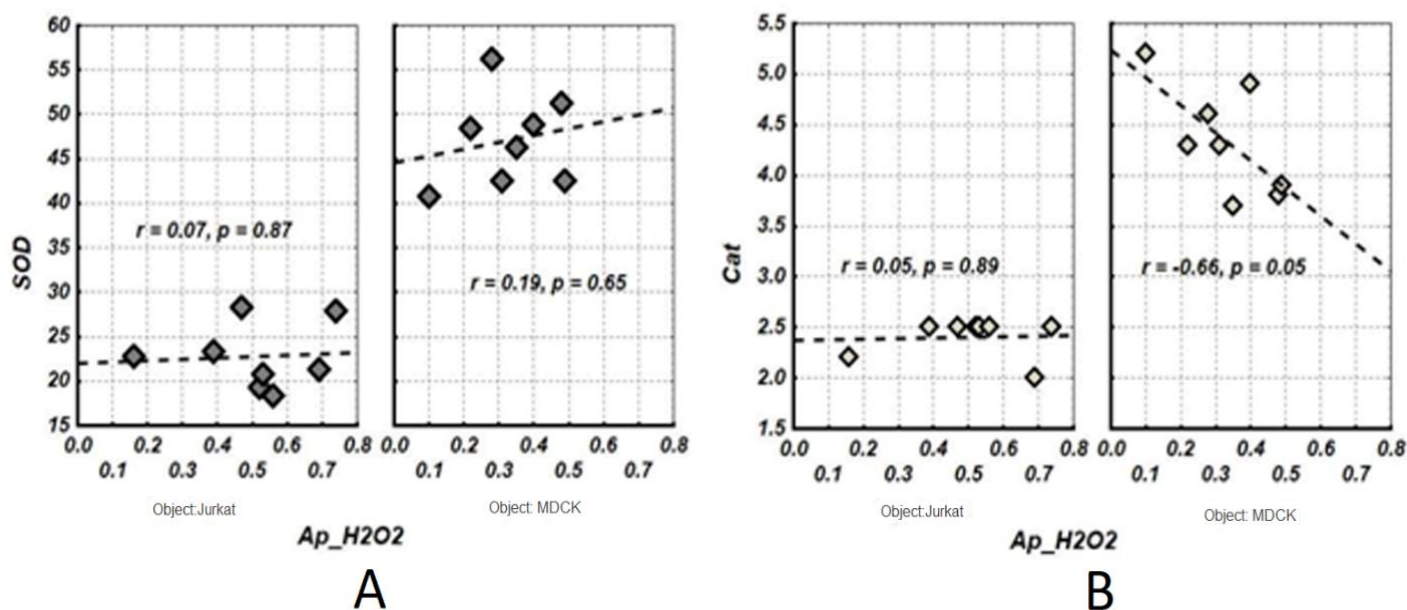 60
55
50
45
40
35
30
25
20
15
SOD
r = 0.07, p = 0.87
r = 0.19, p = 0.65
0.0 0.2 0.4 0.6 0.8
0.1 0.3 0.5 0.7
0.0 0.2 0.4 0.6 0.8
0.1 0.3 0.5 0.7
Object:Jurkat
Object: MDCK
Ap_H2O2
A
5.5
5.0
4.5
4.0
3.5
3.0
2.5
2.0
1.5
Cat
r = 0.05, p = 0.89
r = -0.66, p = 0.05
0.0 0.2 0.4 0.6 0.8
0.1 0.3 0.5 0.7
0.0 0.2 0.4 0.6 0.8
0.1 0.3 0.5 0.7
Object:Jurkat
Object: MDCK
Ap_H2O2
B